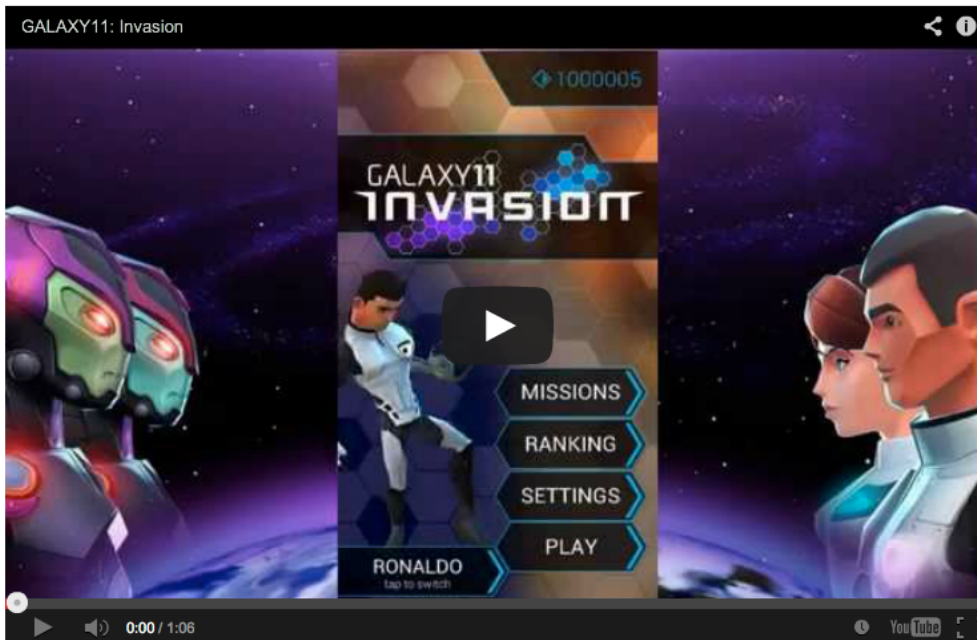 GALAXY11: Invasion
1000005
GALAXY11
INVASION
MISSIONS
RANKING
SETTINGS
PLAY
RONALDO
tap to switch
0:00 / 1:06
YouTube